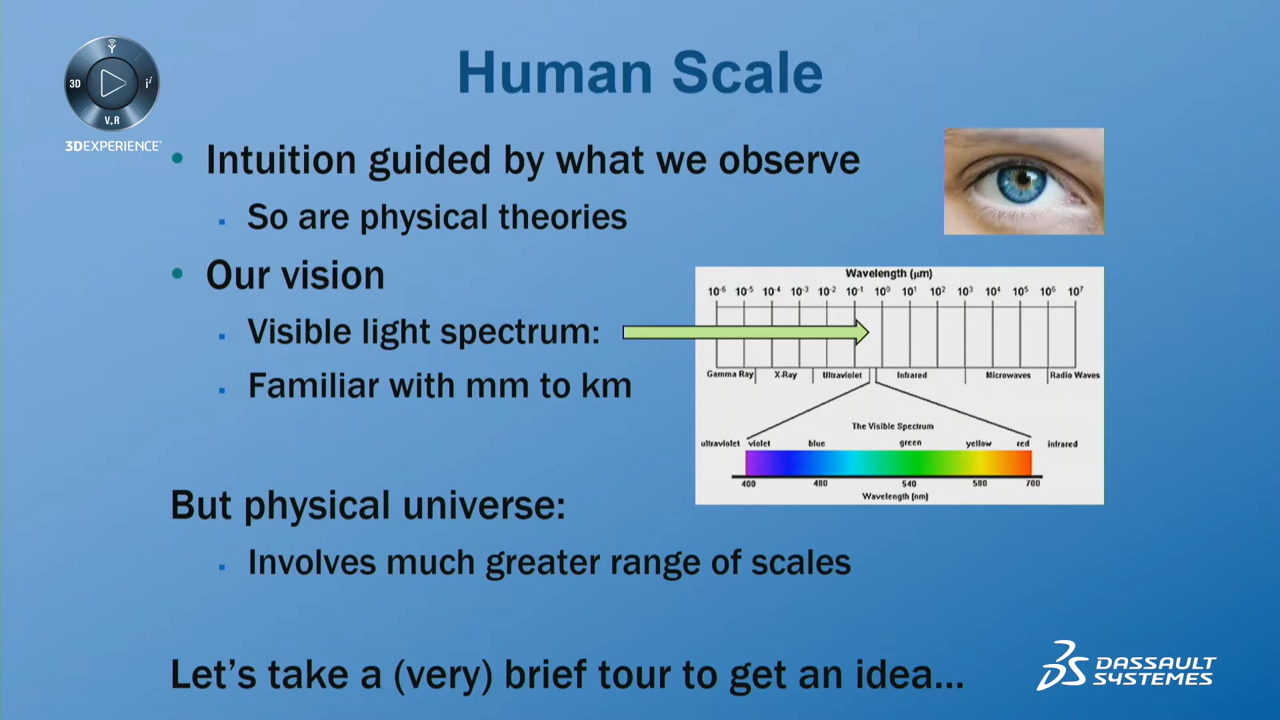 Human Scale
3D
i²
V,R
3DEXPERIENCE
• Intuition guided by what we observe
▪ So are physical theories
• Our vision
▪ Visible light spectrum:
▪ Familiar with mm to km
Wavelength (μm)
10⁻⁶ 10⁻⁵ 10⁻⁴ 10⁻³ 10⁻² 10⁻¹ 10⁰ 10¹ 10² 10³ 10⁴ 10⁵ 10⁶ 10⁷
Gamma Ray X-Ray Ultraviolet Infrared Microwaves Radio Waves
The Visible Spectrum
ultraviolet violet blue green yellow red infrared
400 480 540 580 700
Wavelength (nm)
But physical universe:
▪ Involves much greater range of scales
Let’s take a (very) brief tour to get an idea...
DASSAULT
SYSTEMES